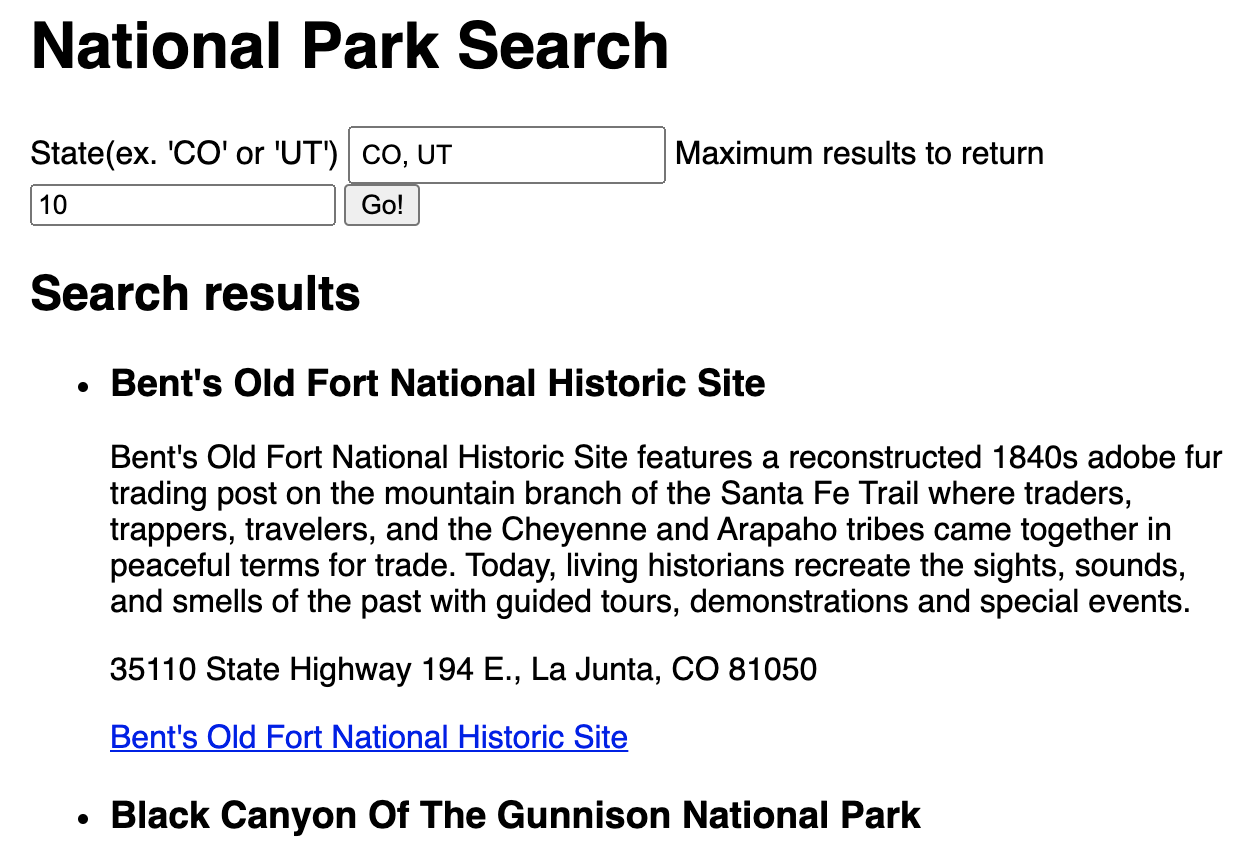 National Park Search
State(ex. 'CO' or 'UT') CO, UT Maximum results to return
10 Go!
Search results
• Bent's Old Fort National Historic Site
Bent's Old Fort National Historic Site features a reconstructed 1840s adobe fur
trading post on the mountain branch of the Santa Fe Trail where traders,
trappers, travelers, and the Cheyenne and Arapaho tribes came together in
peaceful terms for trade. Today, living historians recreate the sights, sounds,
and smells of the past with guided tours, demonstrations and special events.
35110 State Highway 194 E., La Junta, CO 81050
Bent's Old Fort National Historic Site
• Black Canyon Of The Gunnison National Park